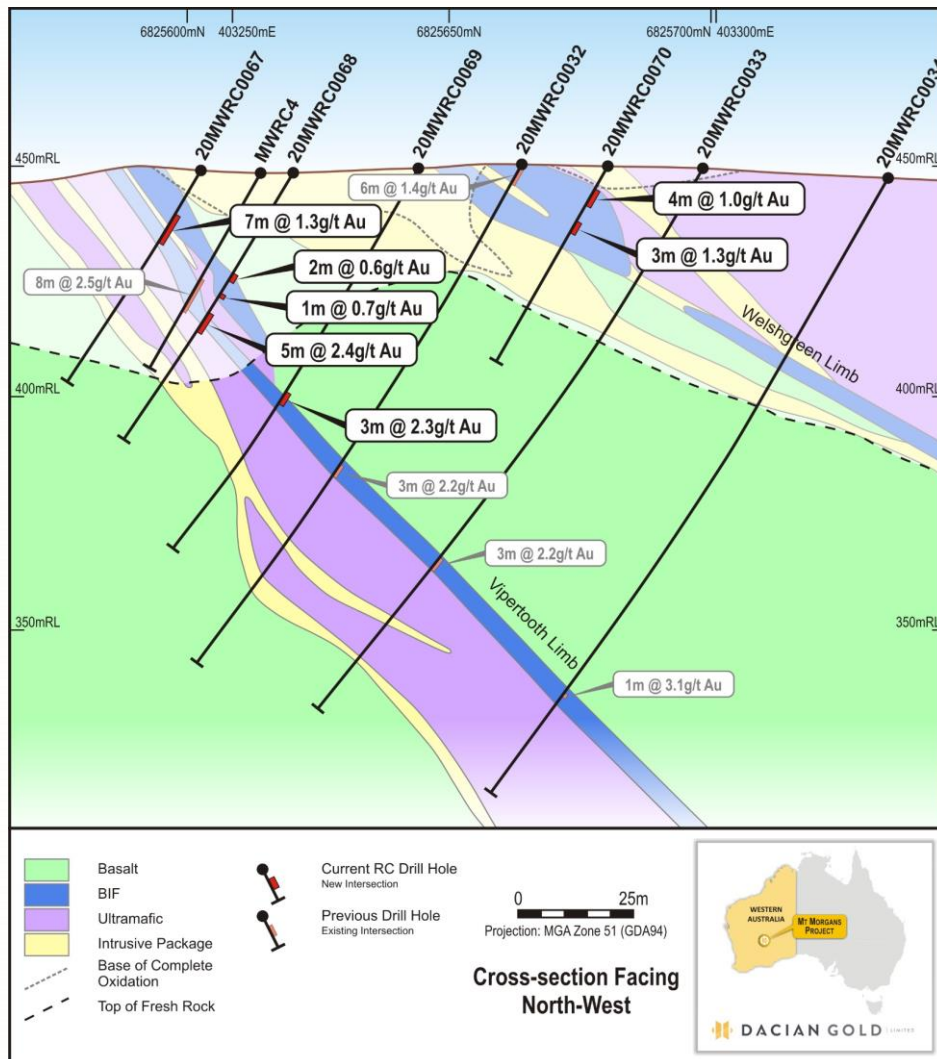 6825600mN
403250mE
6825650mN
6825700mN
403300mE
20MWRC0067
MWRC4
20MWRC0068
20MWRC0069
20MWRC0032
20MWRC0070
20MWRC0033
20MWRC0034
450mRL
450mRL
6m @ 1.4g/t Au
4m @ 1.0g/t Au
7m @ 1.3g/t Au
3m @ 1.3g/t Au
2m @ 0.6g/t Au
8m @ 2.5g/t Au
1m @ 0.7g/t Au
5m @ 2.4g/t Au
Welshgreen Limb
400mRL
400mRL
3m @ 2.3g/t Au
3m @ 2.2g/t Au
3m @ 2.2g/t Au
Vipertooth Limb
350mRL
350mRL
1m @ 3.1g/t Au
Basalt
BIF
Ultramafic
Intrusive Package
Base of Complete
Oxidation
Top of Fresh Rock
Current RC Drill Hole
New Intersection
Previous Drill Hole
Existing Intersection
0 25m
Projection: MGA Zone 51 (GDA94)
Cross-section Facing
North-West
WESTERN
AUSTRALIA
MT MORGANS
PROJECT
DACIAN GOLD LIMITED